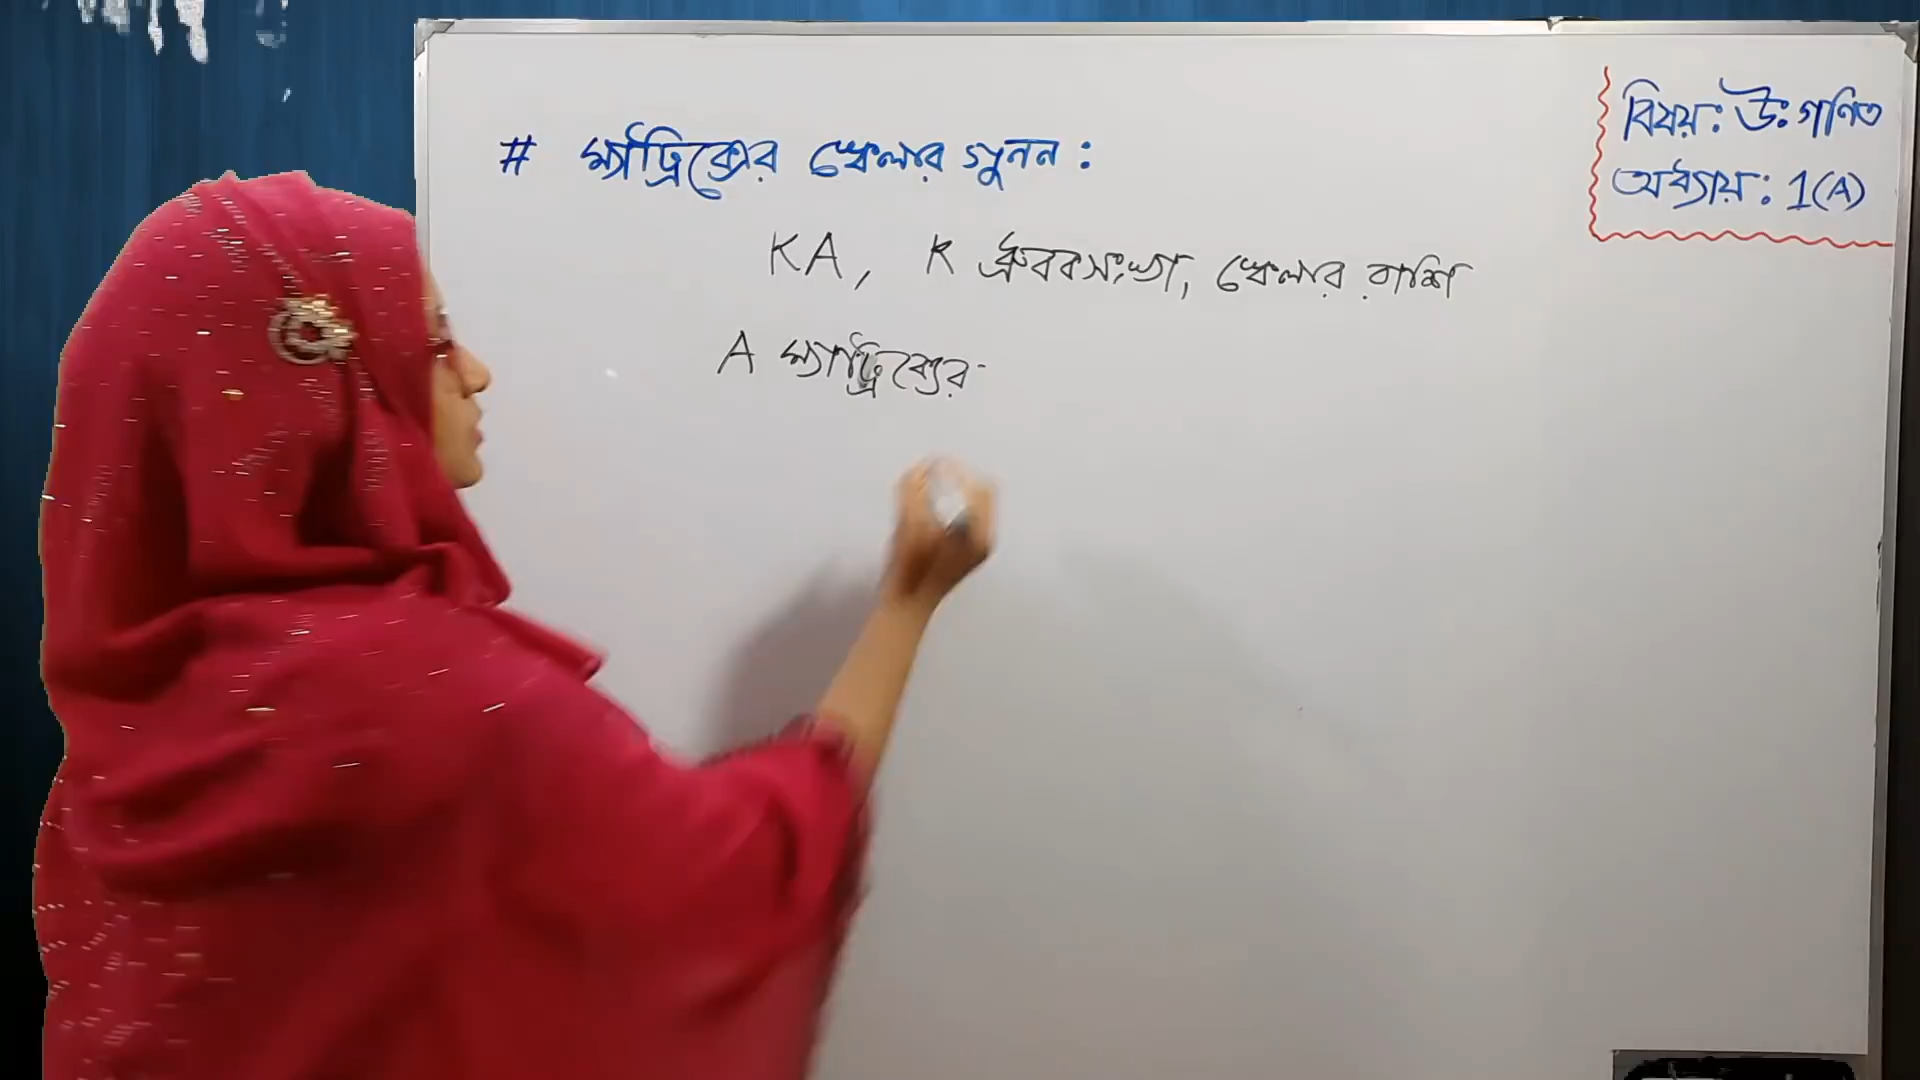 বিষয়: উঃ গণিত
অধ্যায়: 1(A)
# ম্যাট্রিক্সের স্কেলার গুনন :
KA, K ধ্রুবকসংখ্যা, স্কেলার রাশি
A ম্যাট্রিক্সের